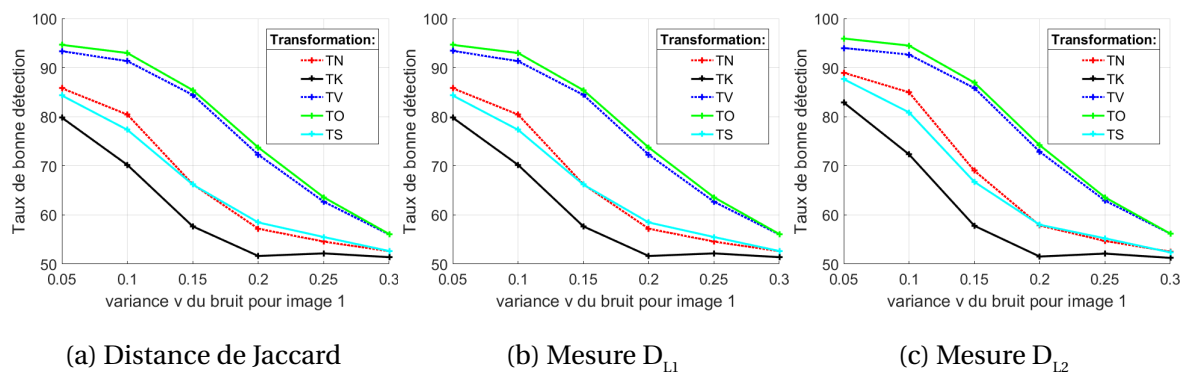 Taux de bonne détection
100
90
80
70
60
50
Transformation:
TN
TK
TV
TO
TS
0.05 0.1 0.15 0.2 0.25 0.3
variance v du bruit pour image 1
(a) Distance de Jaccard
Taux de bonne détection
100
90
80
70
60
50
Transformation:
TN
TK
TV
TO
TS
0.05 0.1 0.15 0.2 0.25 0.3
variance v du bruit pour image 1
(b) Mesure D_L1
Taux de bonne détection
100
90
80
70
60
50
Transformation:
TN
TK
TV
TO
TS
0.05 0.1 0.15 0.2 0.25 0.3
variance v du bruit pour image 1
(c) Mesure D_L2